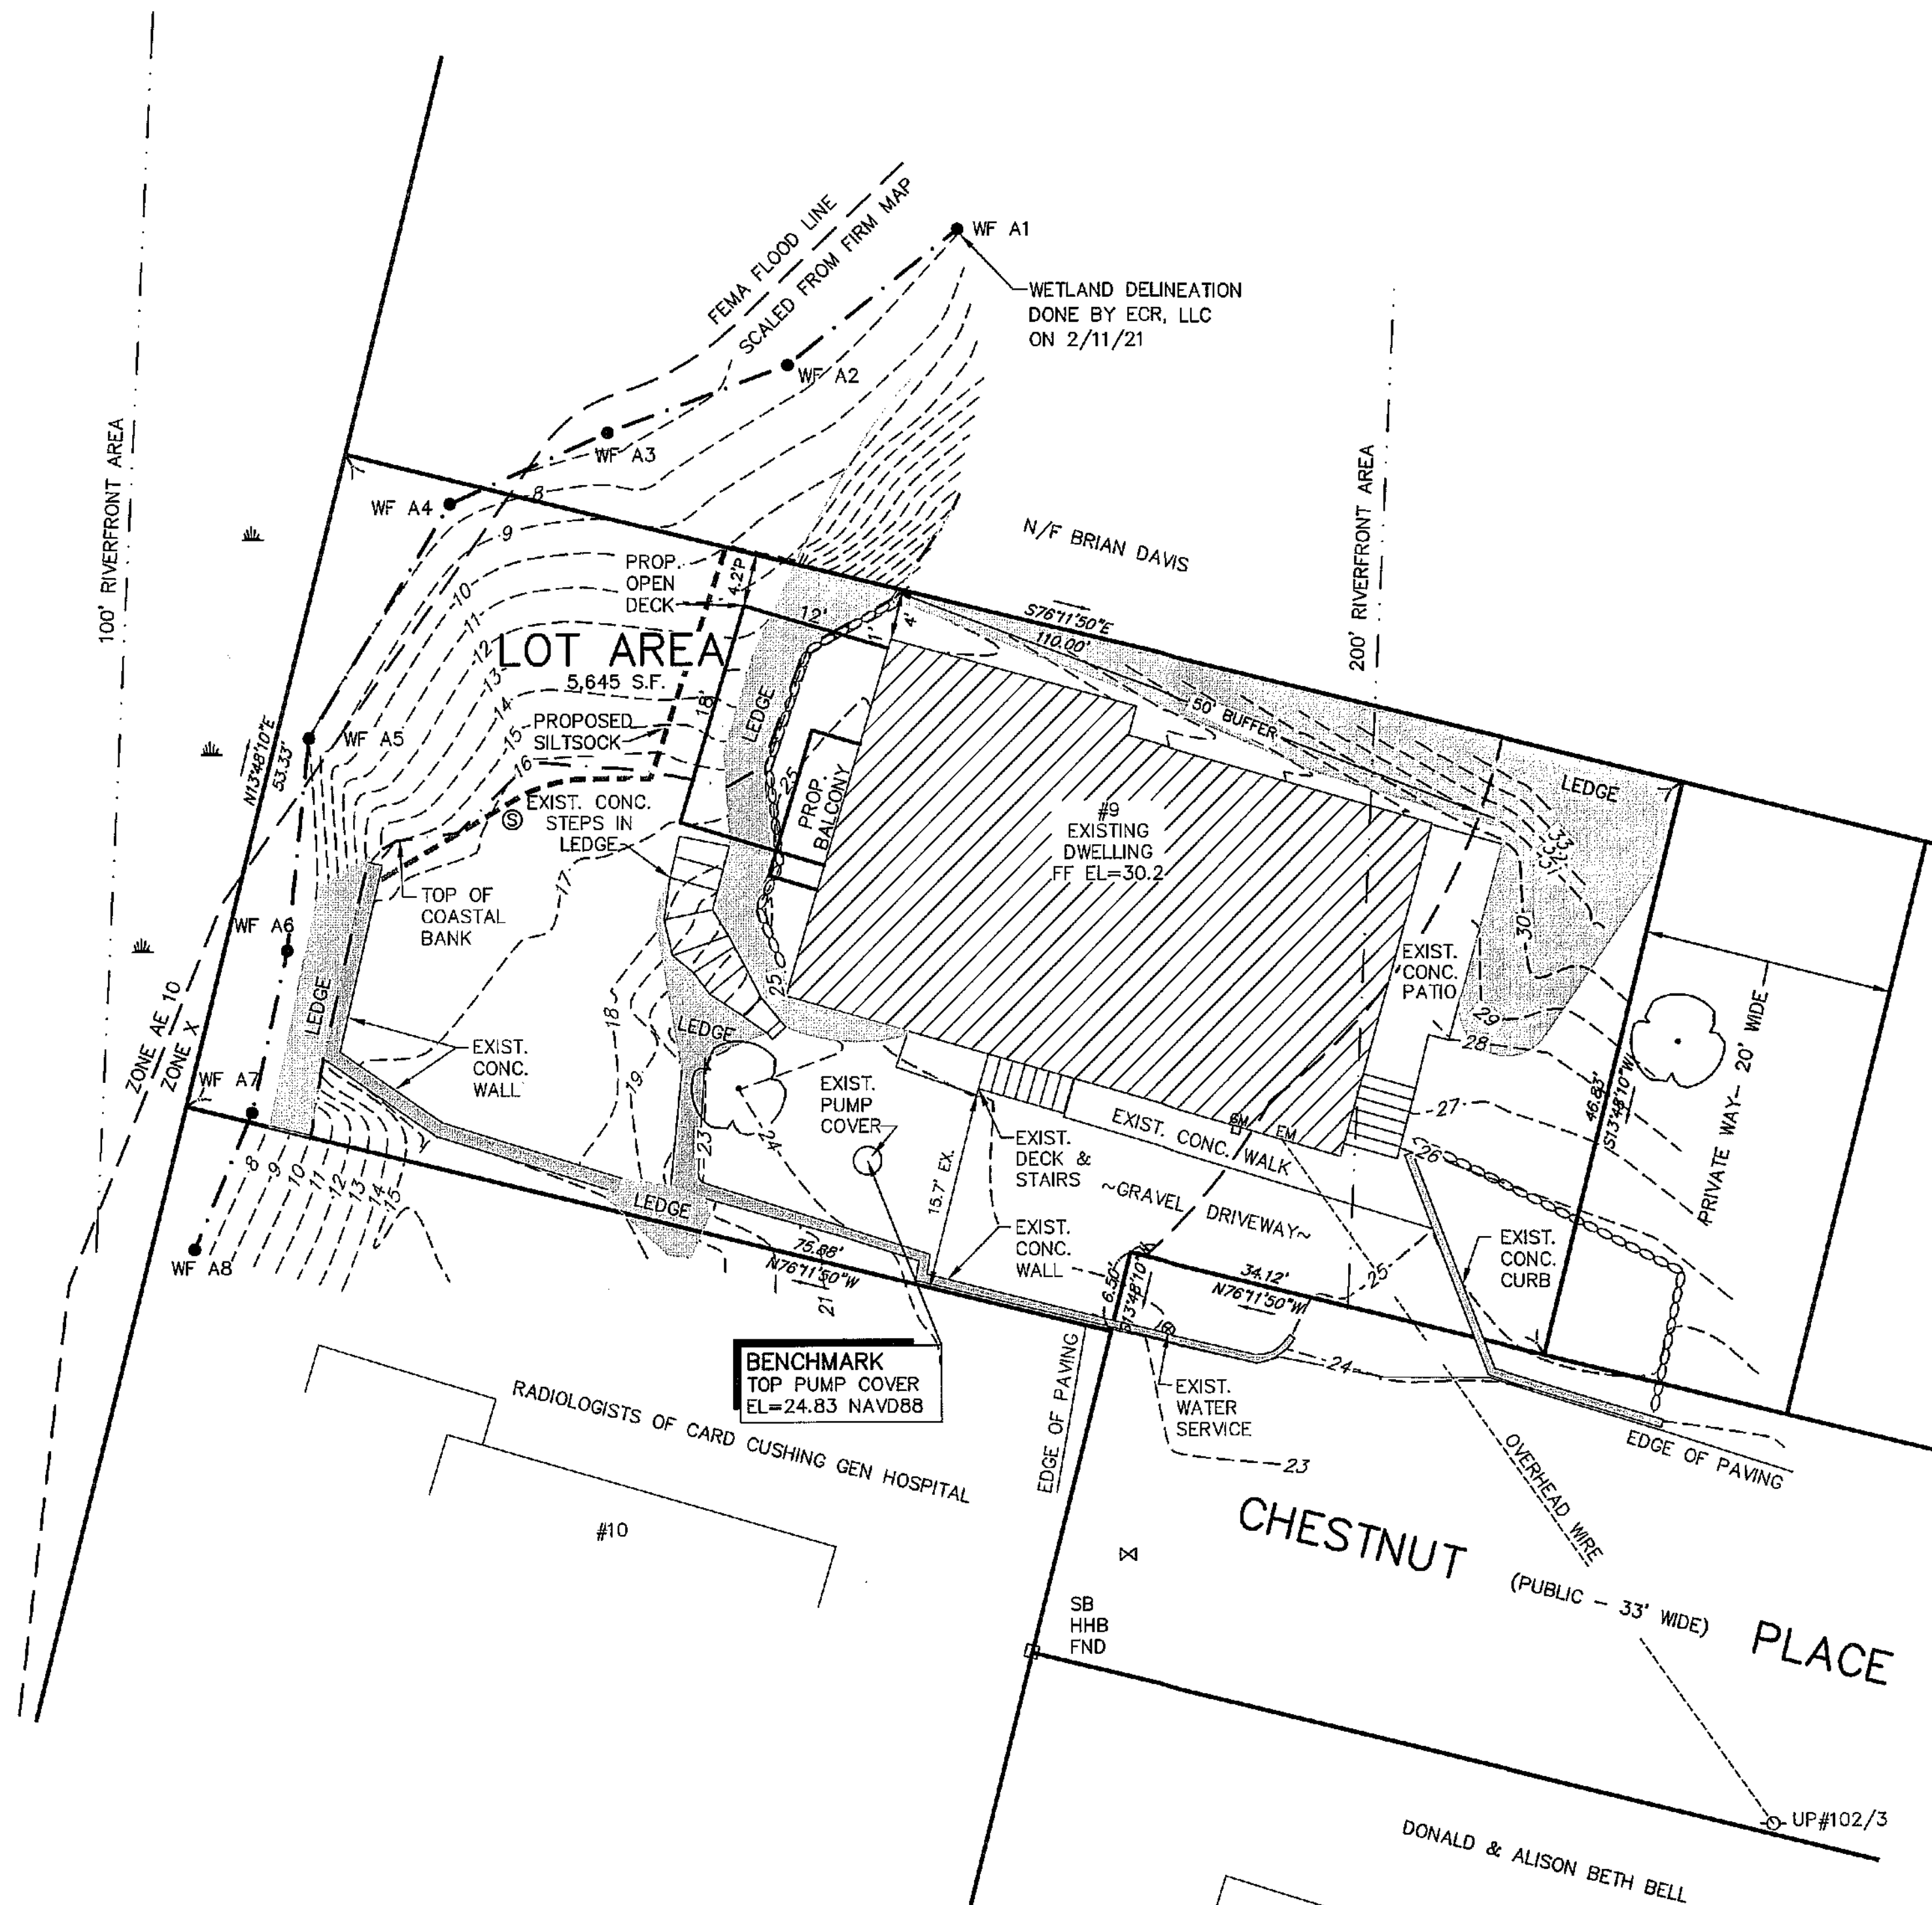 FEMA FLOOD LINE
SCALED FROM FIRM MAP
WF A1
WETLAND DELINEATION
DONE BY ECR, LLC
ON 2/11/21
WF A2
WF A3
WF A4
8
9
10
11
12
13
14
15
16
100' RIVERFRONT AREA
200' RIVERFRONT AREA
N/F BRIAN DAVIS
S76°11'50"E
110.00'
50' BUFFER
PROP.
OPEN
DECK
4.2'P
12'
1'
4'
18'
LOT AREA
5,645 S.F.
LEDGE
PROPOSED
SILTSOCK
WF A5
N13°48'10"E
53.33'
EXIST. CONC.
STEPS IN
LEDGE
S
25
PROP.
BALCONY
#9
EXISTING
DWELLING
FF EL=30.2
LEDGE
33
32
31
30
29
28
27
26
EXIST.
CONC.
PATIO
TOP OF
COASTAL
BANK
17
WF A6
LEDGE
ZONE AE 10
ZONE X
WF A7
EXIST.
CONC.
WALL
18
19
25
LEDGE
23
24
EXIST.
PUMP
COVER
EXIST.
DECK &
STAIRS
EXIST. CONC. WALK
GM
EM
15.7' EX.
~GRAVEL DRIVEWAY~
EXIST.
CONC.
WALL
46.83'
S13°48'10"W
PRIVATE WAY- 20' WIDE
EXIST.
CONC.
CURB
8
9
10
11
12
13
14
15
WF A8
LEDGE
75.88'
N76°11'50"W
21
6.50'
S13°48'10"W
34.12'
N76°11'50"W
25
24
23
BENCHMARK
TOP PUMP COVER
EL=24.83 NAVD88
EDGE OF PAVING
EXIST.
WATER
SERVICE
OVERHEAD WIRE
EDGE OF PAVING
RADIOLOGISTS OF CARD CUSHING GEN HOSPITAL
#10
CHESTNUT PLACE
(PUBLIC - 33' WIDE)
SB
HHB
FND
UP#102/3
DONALD & ALISON BETH BELL